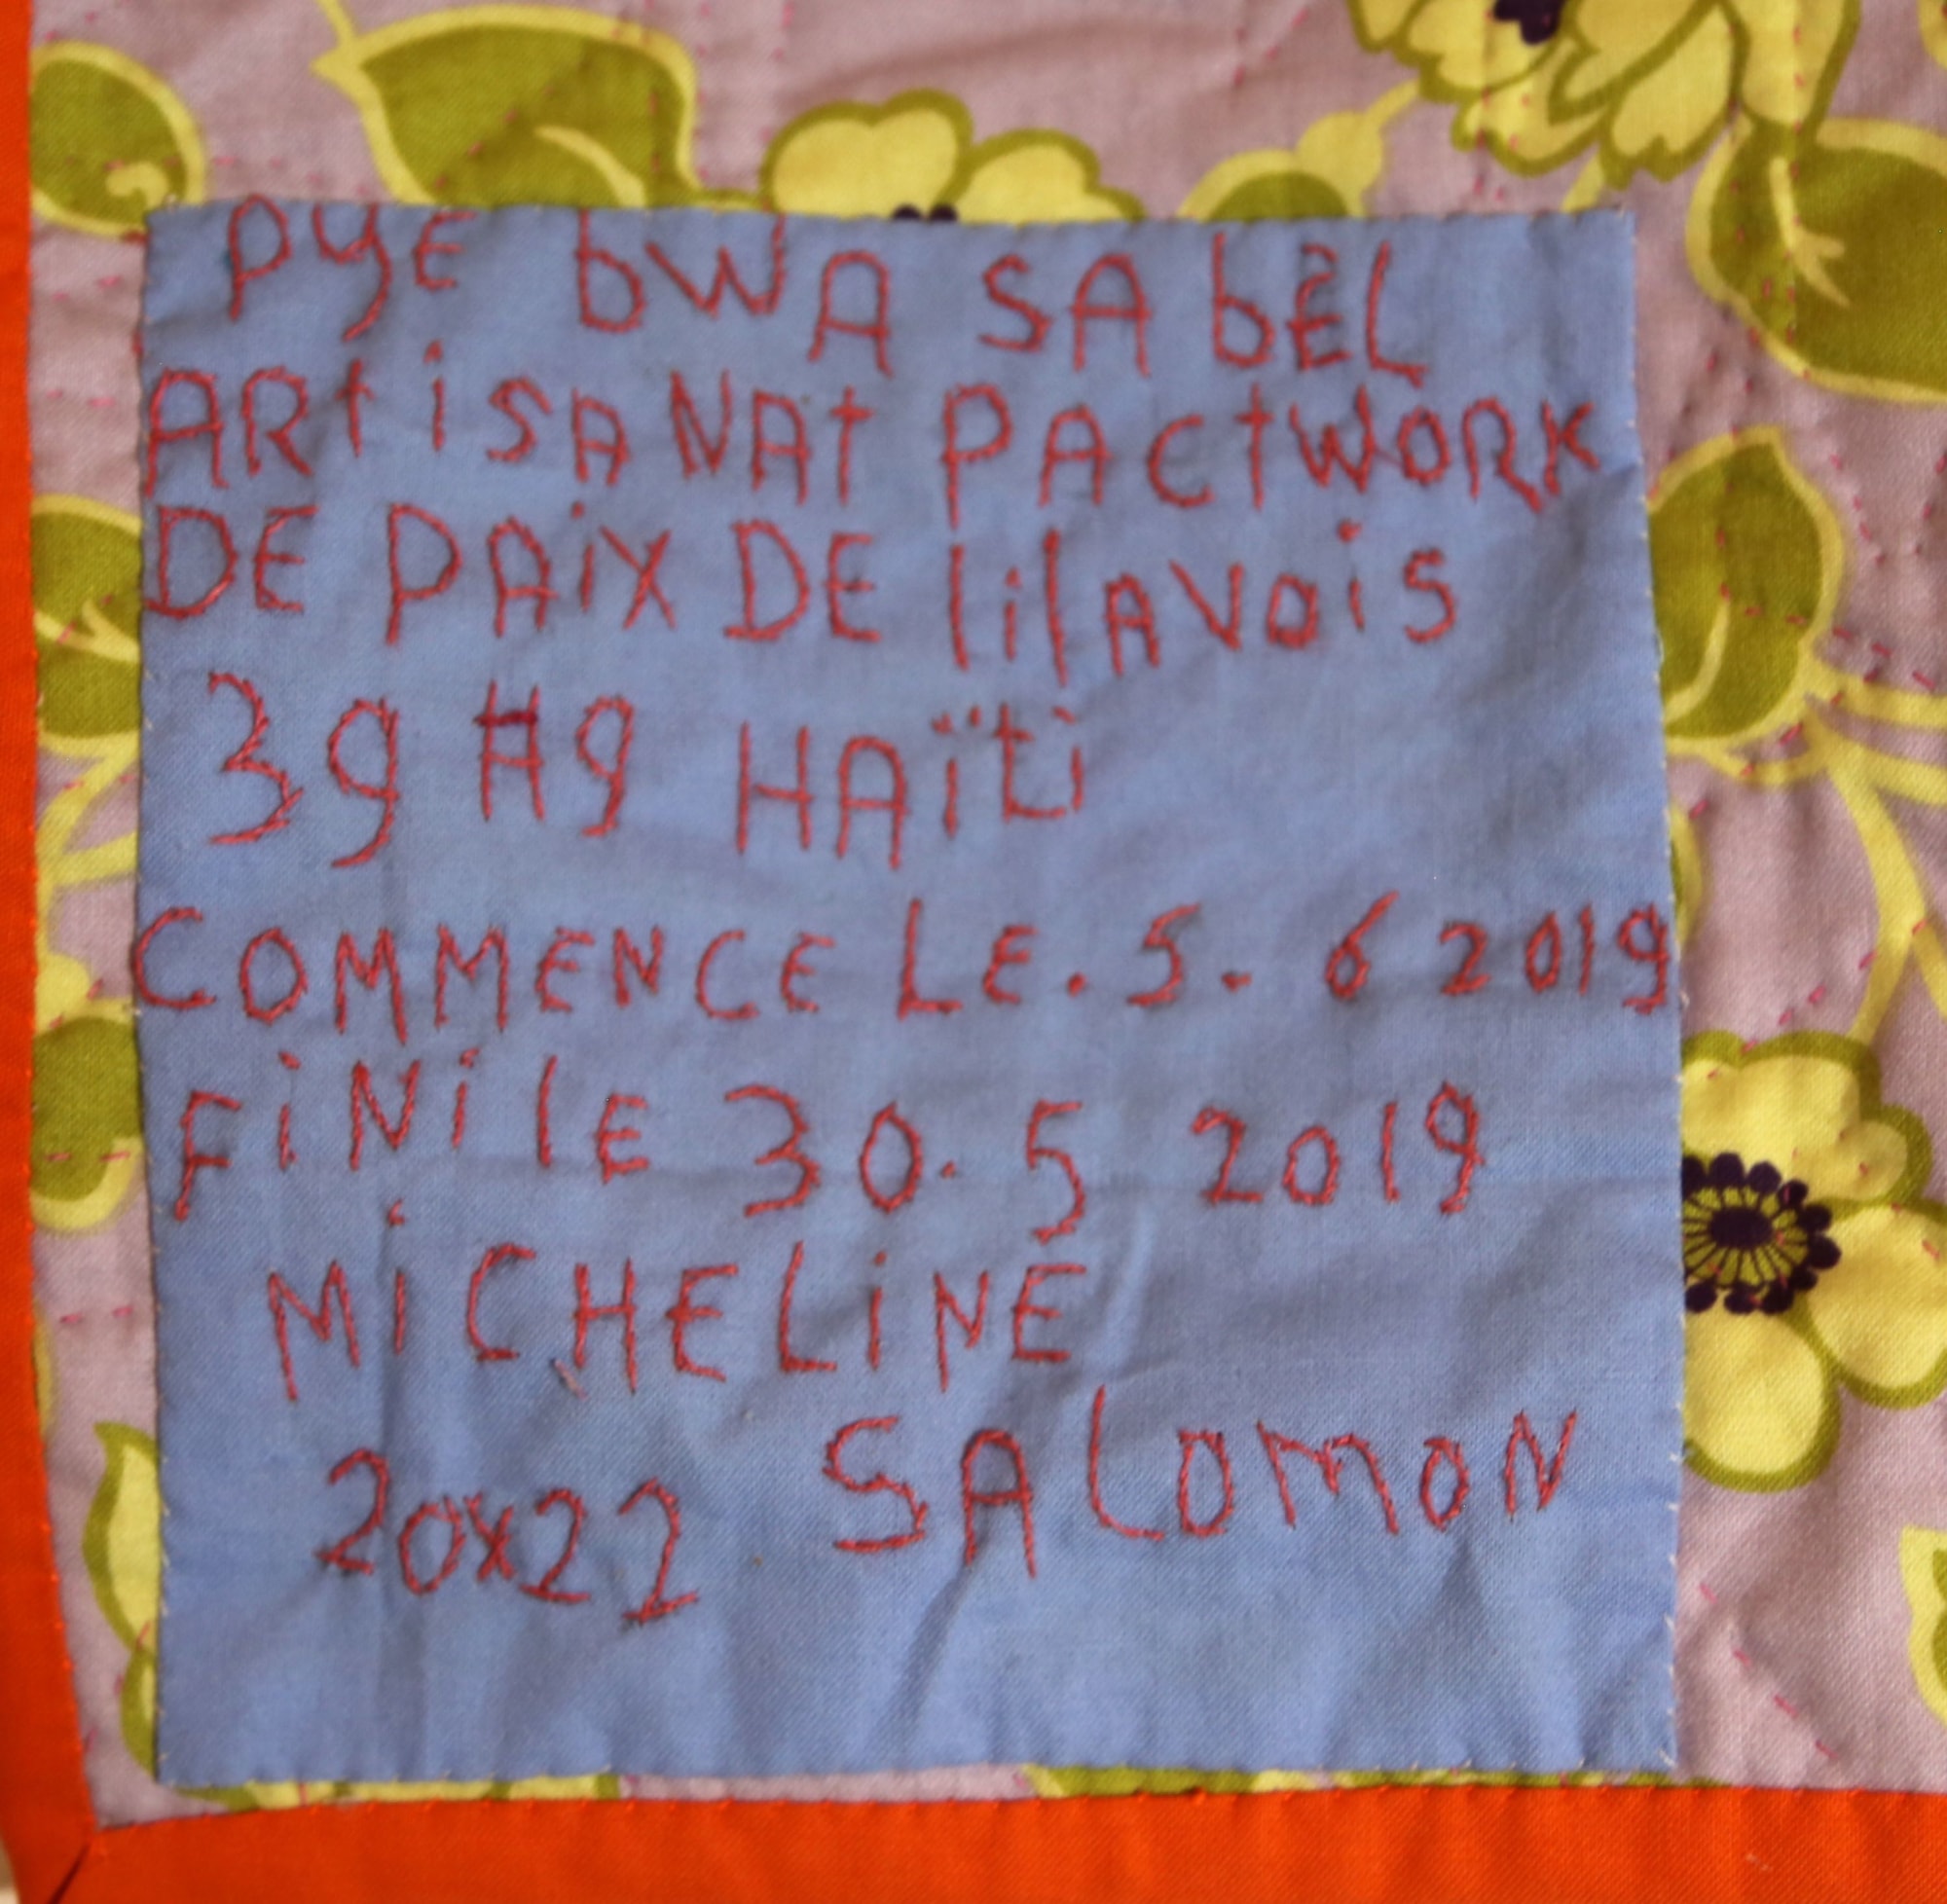 PyE bWA SA bEL
ARtiSANAt PACtWORK
DE PAiX DE lilAVOiS
39 #9 HAïti
COMMENCE LE. 5. 6 2019
FiNi lE 30. 5 2019
MiCHELiNE
SALOMON
20x22